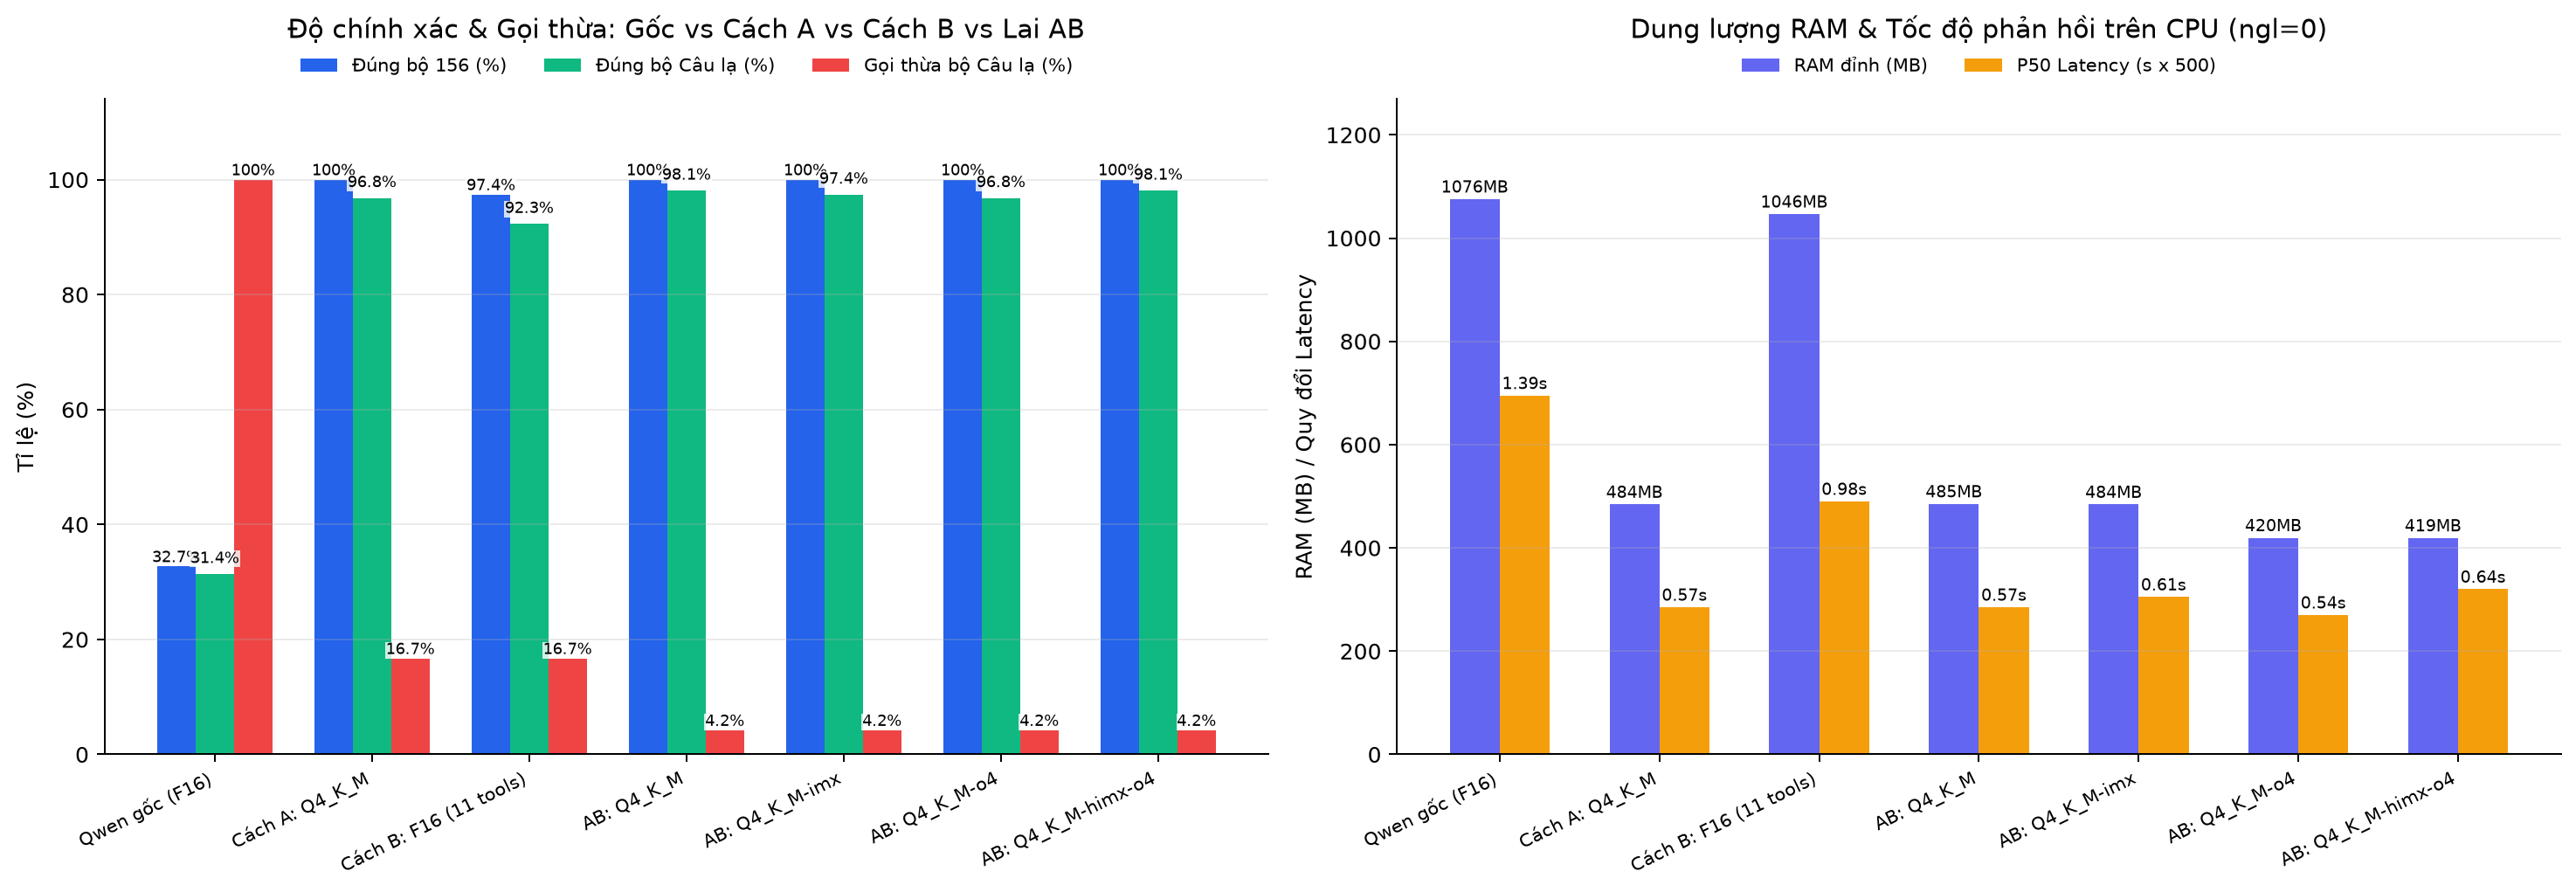 Độ chính xác & Gọi thừa: Gốc vs Cách A vs Cách B vs Lai AB
Đúng bộ 156 (%)
Đúng bộ Câu lạ (%)
Gọi thừa bộ Câu lạ (%)
Tỉ lệ (%)
100
80
60
40
20
0
32.7%
31.4%
100%
100%
96.8%
16.7%
97.4%
92.3%
16.7%
100%
98.1%
4.2%
100%
97.4%
4.2%
100%
96.8%
4.2%
100%
98.1%
4.2%
Qwen gốc (F16)
Cách A: Q4_K_M
Cách B: F16 (11 tools)
AB: Q4_K_M
AB: Q4_K_M-imx
AB: Q4_K_M-o4
AB: Q4_K_M-himx-o4
Dung lượng RAM & Tốc độ phản hồi trên CPU (ngl=0)
RAM đỉnh (MB)
P50 Latency (s x 500)
RAM (MB) / Quy đổi Latency
1200
1000
800
600
400
200
0
1076MB
1.39s
484MB
0.57s
1046MB
0.98s
485MB
0.57s
484MB
0.61s
420MB
0.54s
419MB
0.64s
Qwen gốc (F16)
Cách A: Q4_K_M
Cách B: F16 (11 tools)
AB: Q4_K_M
AB: Q4_K_M-imx
AB: Q4_K_M-o4
AB: Q4_K_M-himx-o4